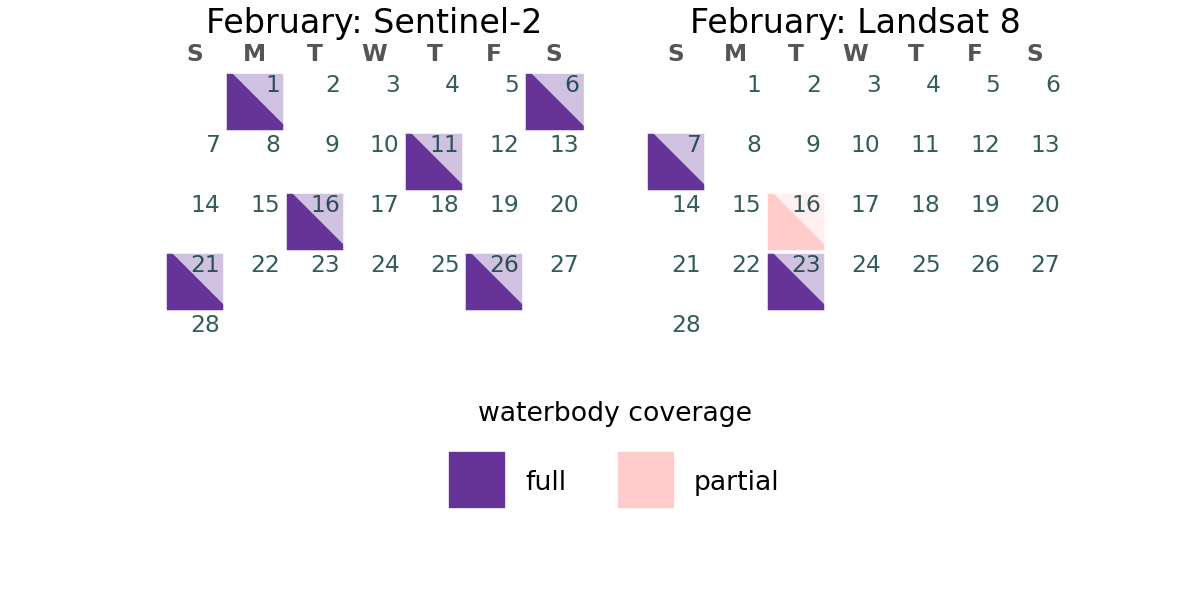 February: Sentinel-2
S M T W T F S
1 2 3 4 5 6
7 8 9 10 11 12 13
14 15 16 17 18 19 20
21 22 23 24 25 26 27
28
February: Landsat 8
S M T W T F S
1 2 3 4 5 6
7 8 9 10 11 12 13
14 15 16 17 18 19 20
21 22 23 24 25 26 27
28
waterbody coverage
full partial